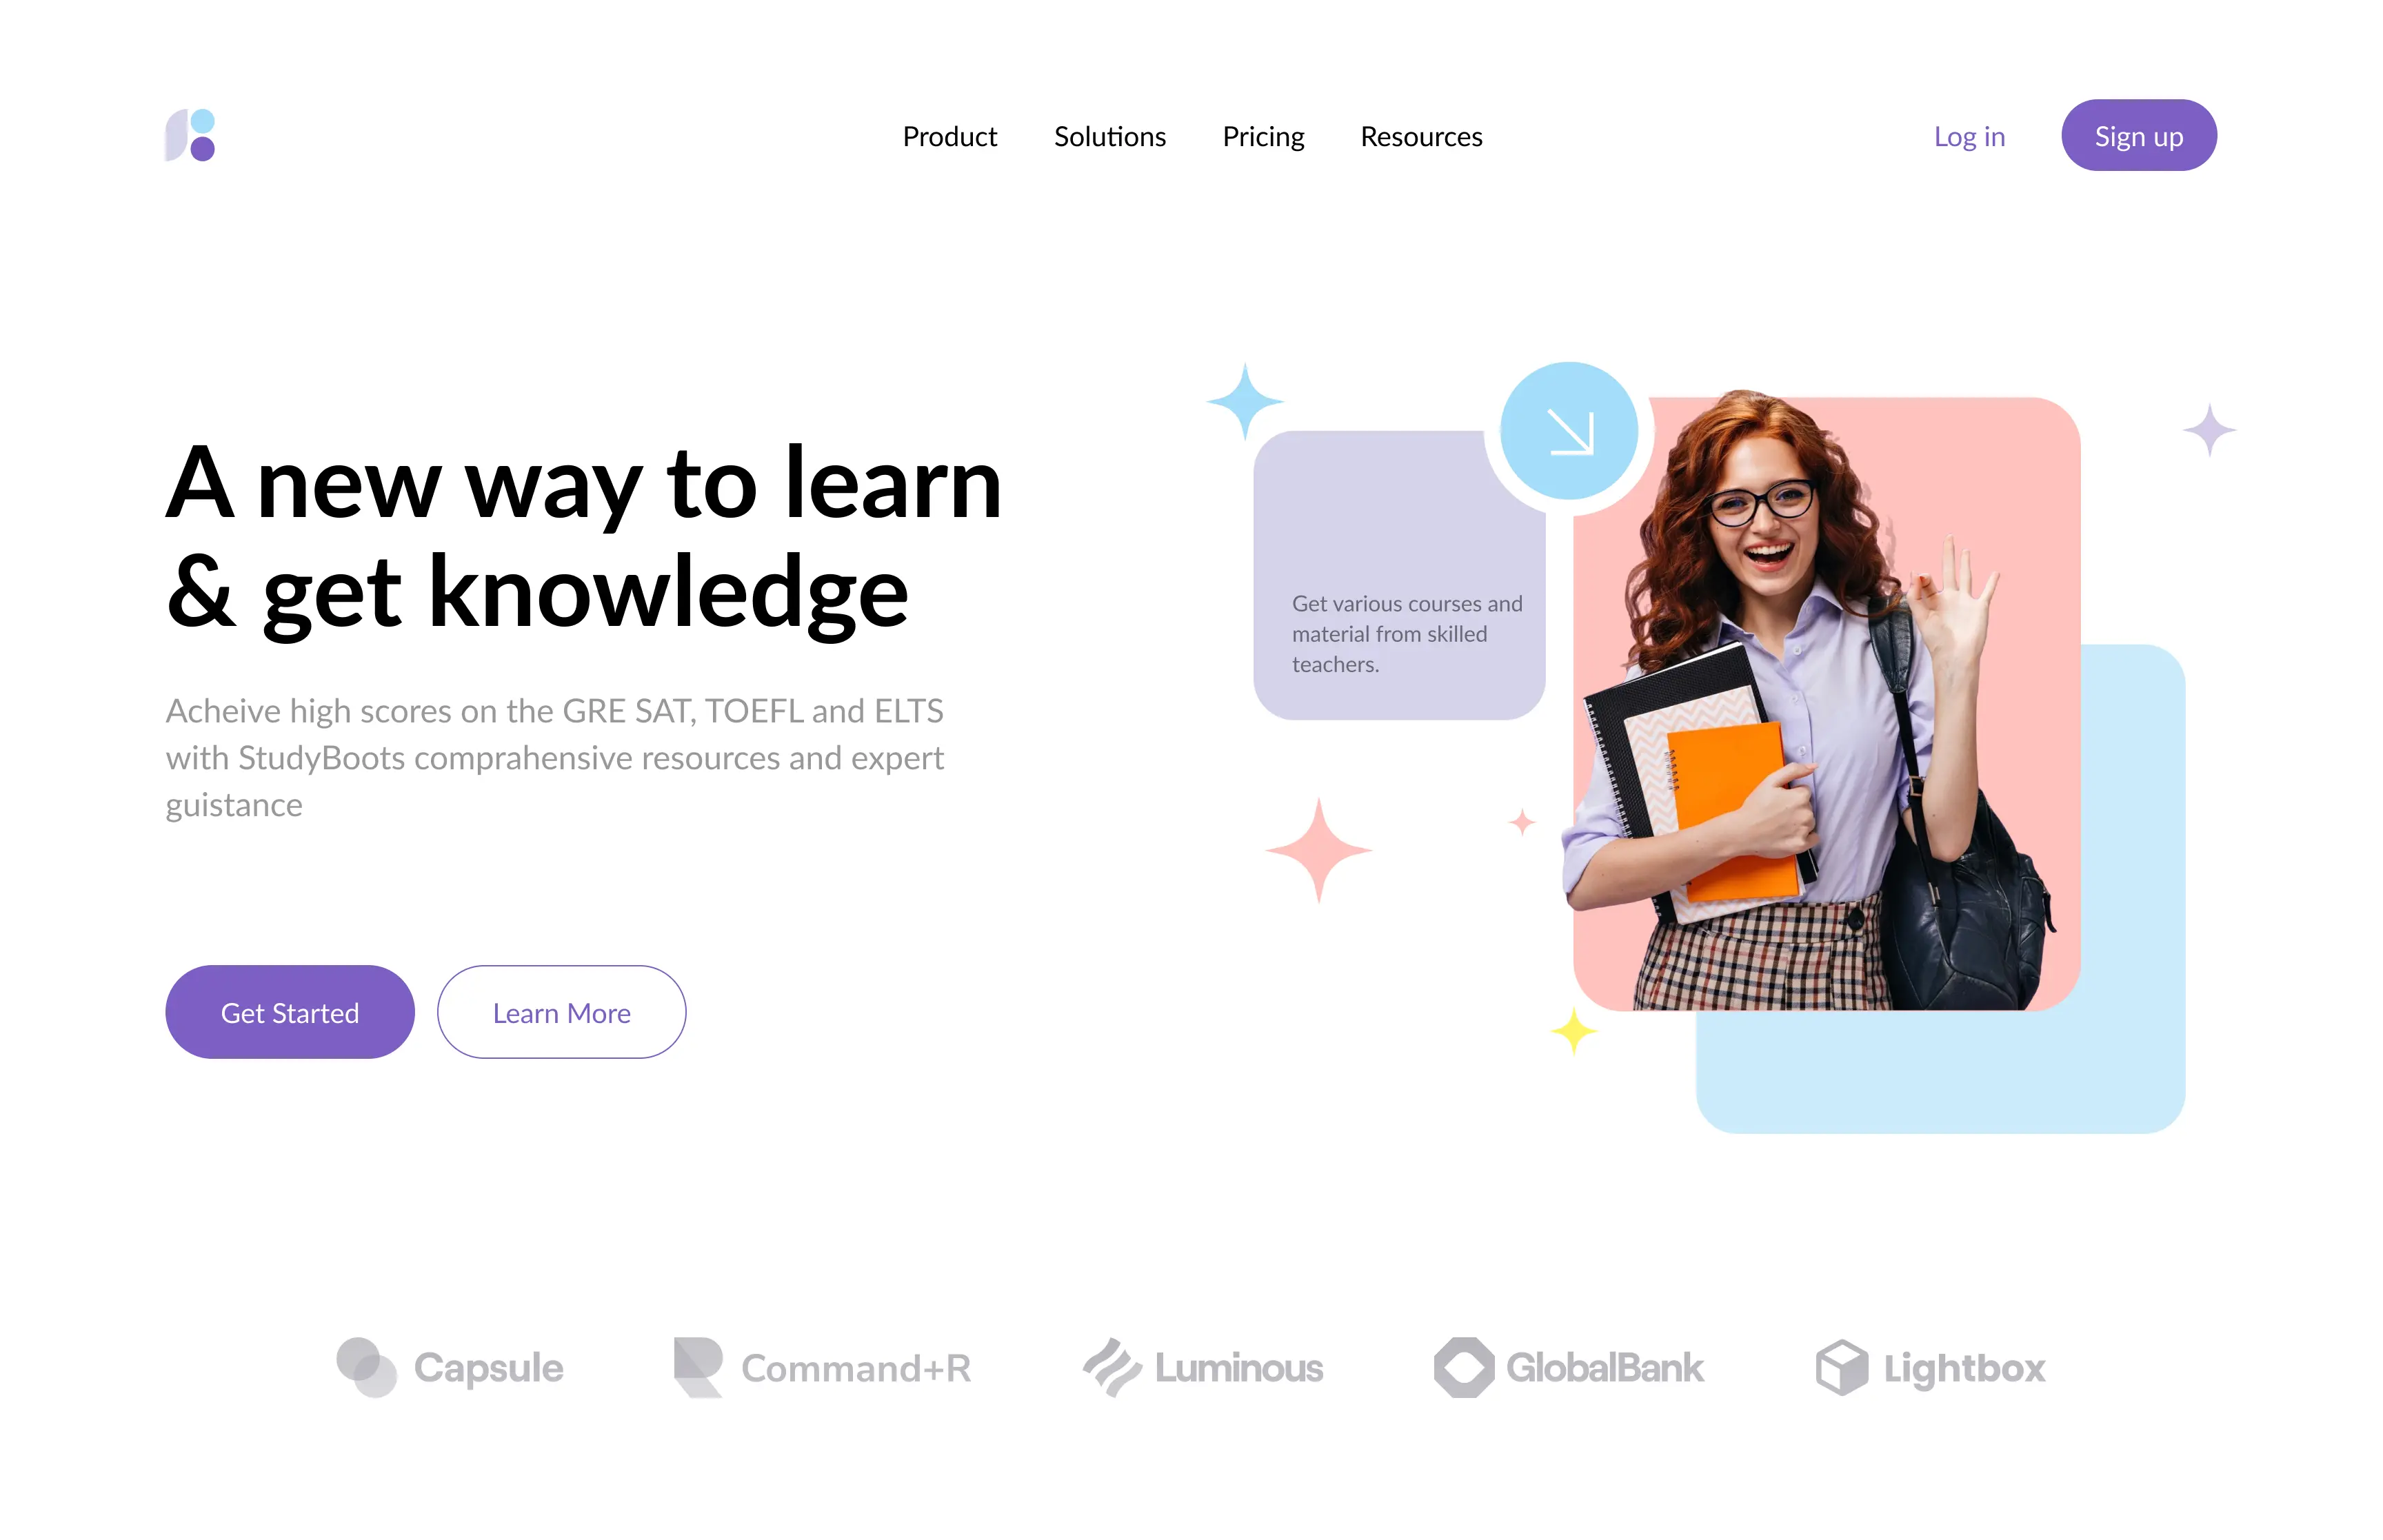 Product
Solutions
Pricing
Resources
Log in
Sign up
A new way to learn
& get knowledge
Acheive high scores on the GRE SAT, TOEFL and ELTS
with StudyBoots comprahensive resources and expert
guistance
Get Started
Learn More
Get various courses and
material from skilled
teachers.
Capsule
Command+R
Luminous
GlobalBank
Lightbox